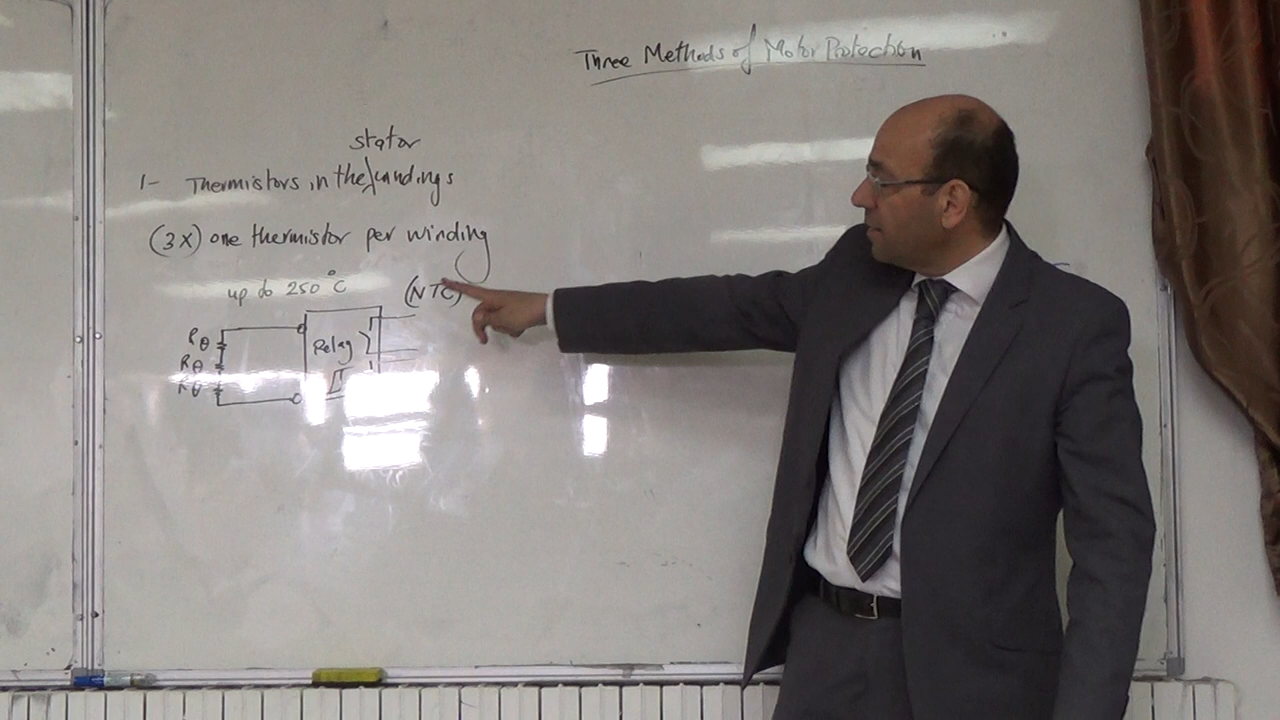 Three Methods of Motor Protection
stator
1- Thermistors in the windings
(3X) one thermistor per winding
up to 250°C
(NTC)
Rθ
Relay
Rθ
Rθ